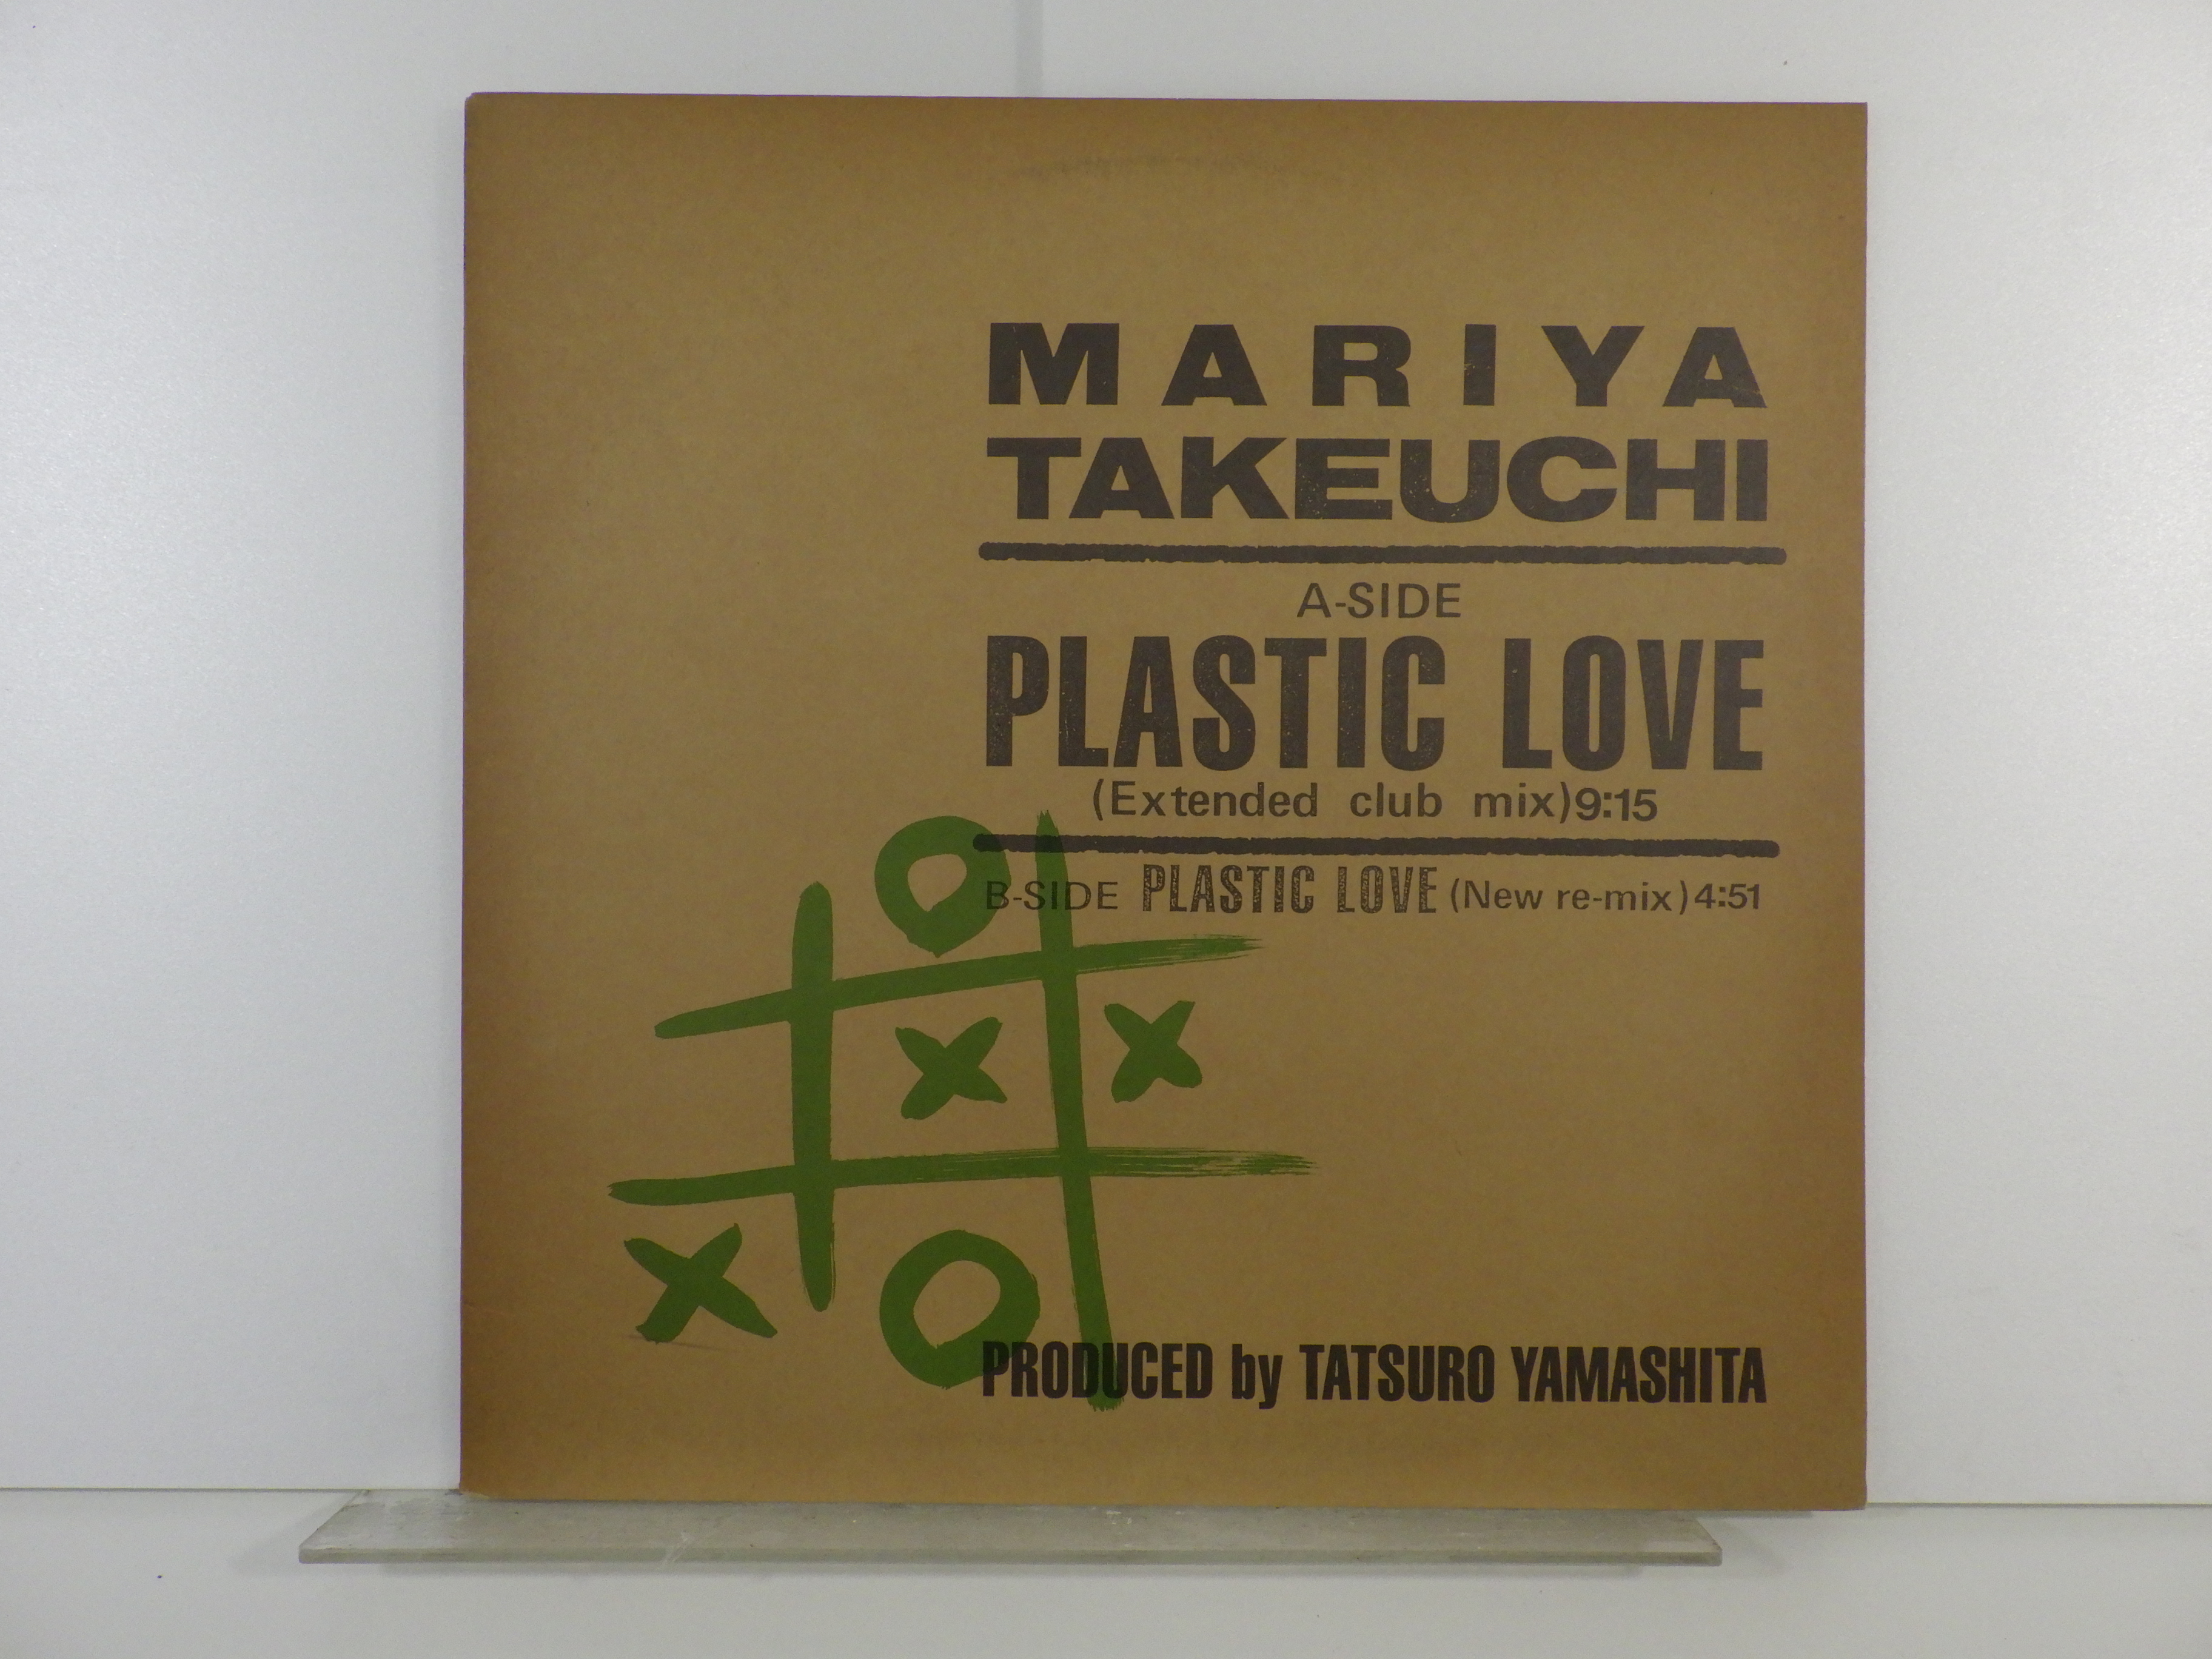 MARIYA
TAKEUCHI
A-SIDE
PLASTIC LOVE
(Extended club mix)9:15
B-SIDE PLASTIC LOVE (New re-mix)4:51
O
X X
X O
PRODUCED by TATSURO YAMASHITA